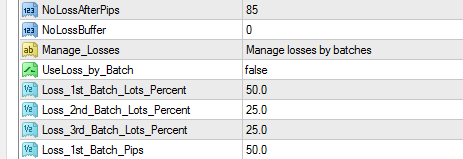 NoLossAfterPips 85
NoLossBuffer 0
Manage_Losses Manage losses by batches
UseLoss_by_Batch false
Loss_1st_Batch_Lots_Percent 50.0
Loss_2nd_Batch_Lots_Percent 25.0
Loss_3rd_Batch_Lots_Percent 25.0
Loss_1st_Batch_Pips 50.0